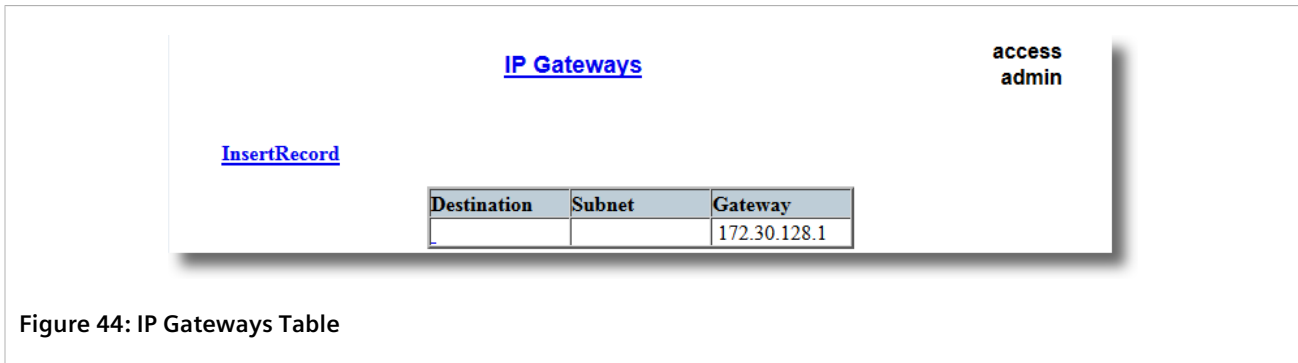 IP Gateways
access
admin
InsertRecord
Destination Subnet Gateway
172.30.128.1
Figure 44: IP Gateways Table